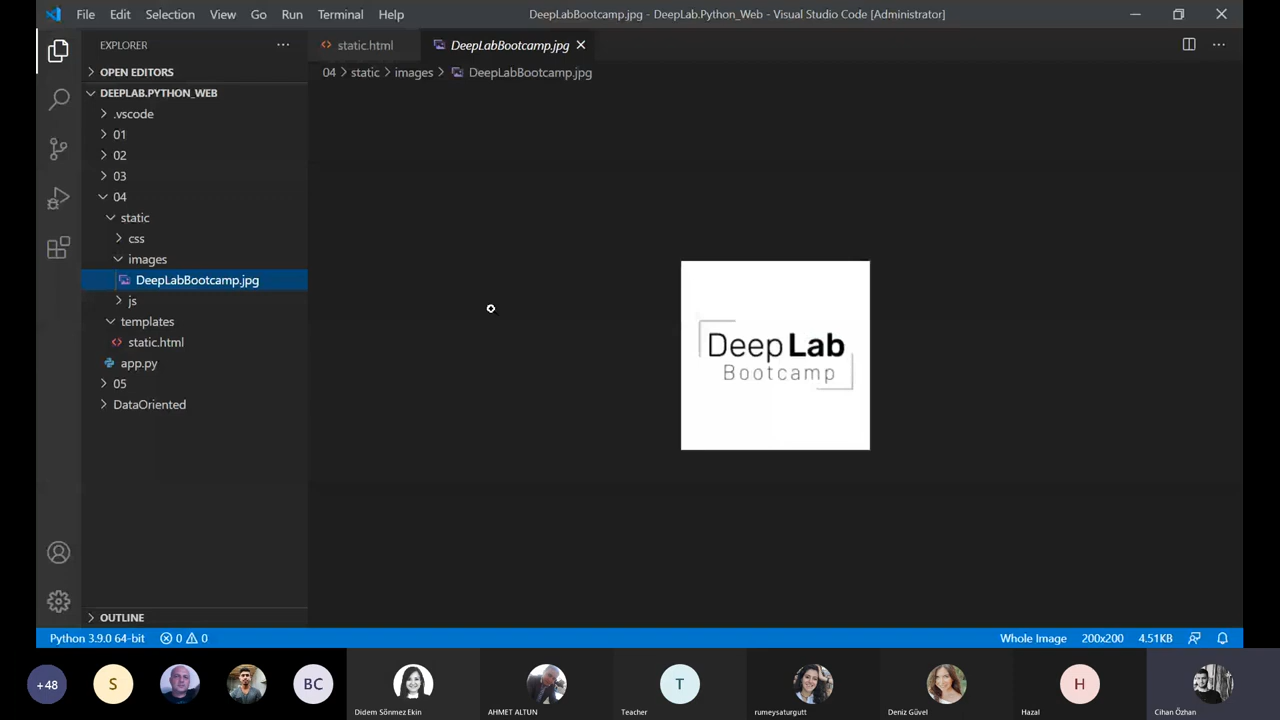 File Edit Selection View Go Run Terminal Help
DeepLabBootcamp.jpg - DeepLab.Python_Web - Visual Studio Code [Administrator]
EXPLORER
static.html
DeepLabBootcamp.jpg
OPEN EDITORS
04 > static > images > DeepLabBootcamp.jpg
DEEPLAB.PYTHON_WEB
.vscode
01
02
03
04
static
css
images
DeepLabBootcamp.jpg
js
templates
static.html
app.py
05
DataOriented
Deep Lab
Bootcamp
OUTLINE
Python 3.9.0 64-bit
0 0
Whole Image
200x200
4.51KB
+48
S
BC
T
H
Didem Sönmez Ekin
AHMET ALTUN
Teacher
rumeysaturgutt
Deniz Güvel
Hazal
Cihan Özhan